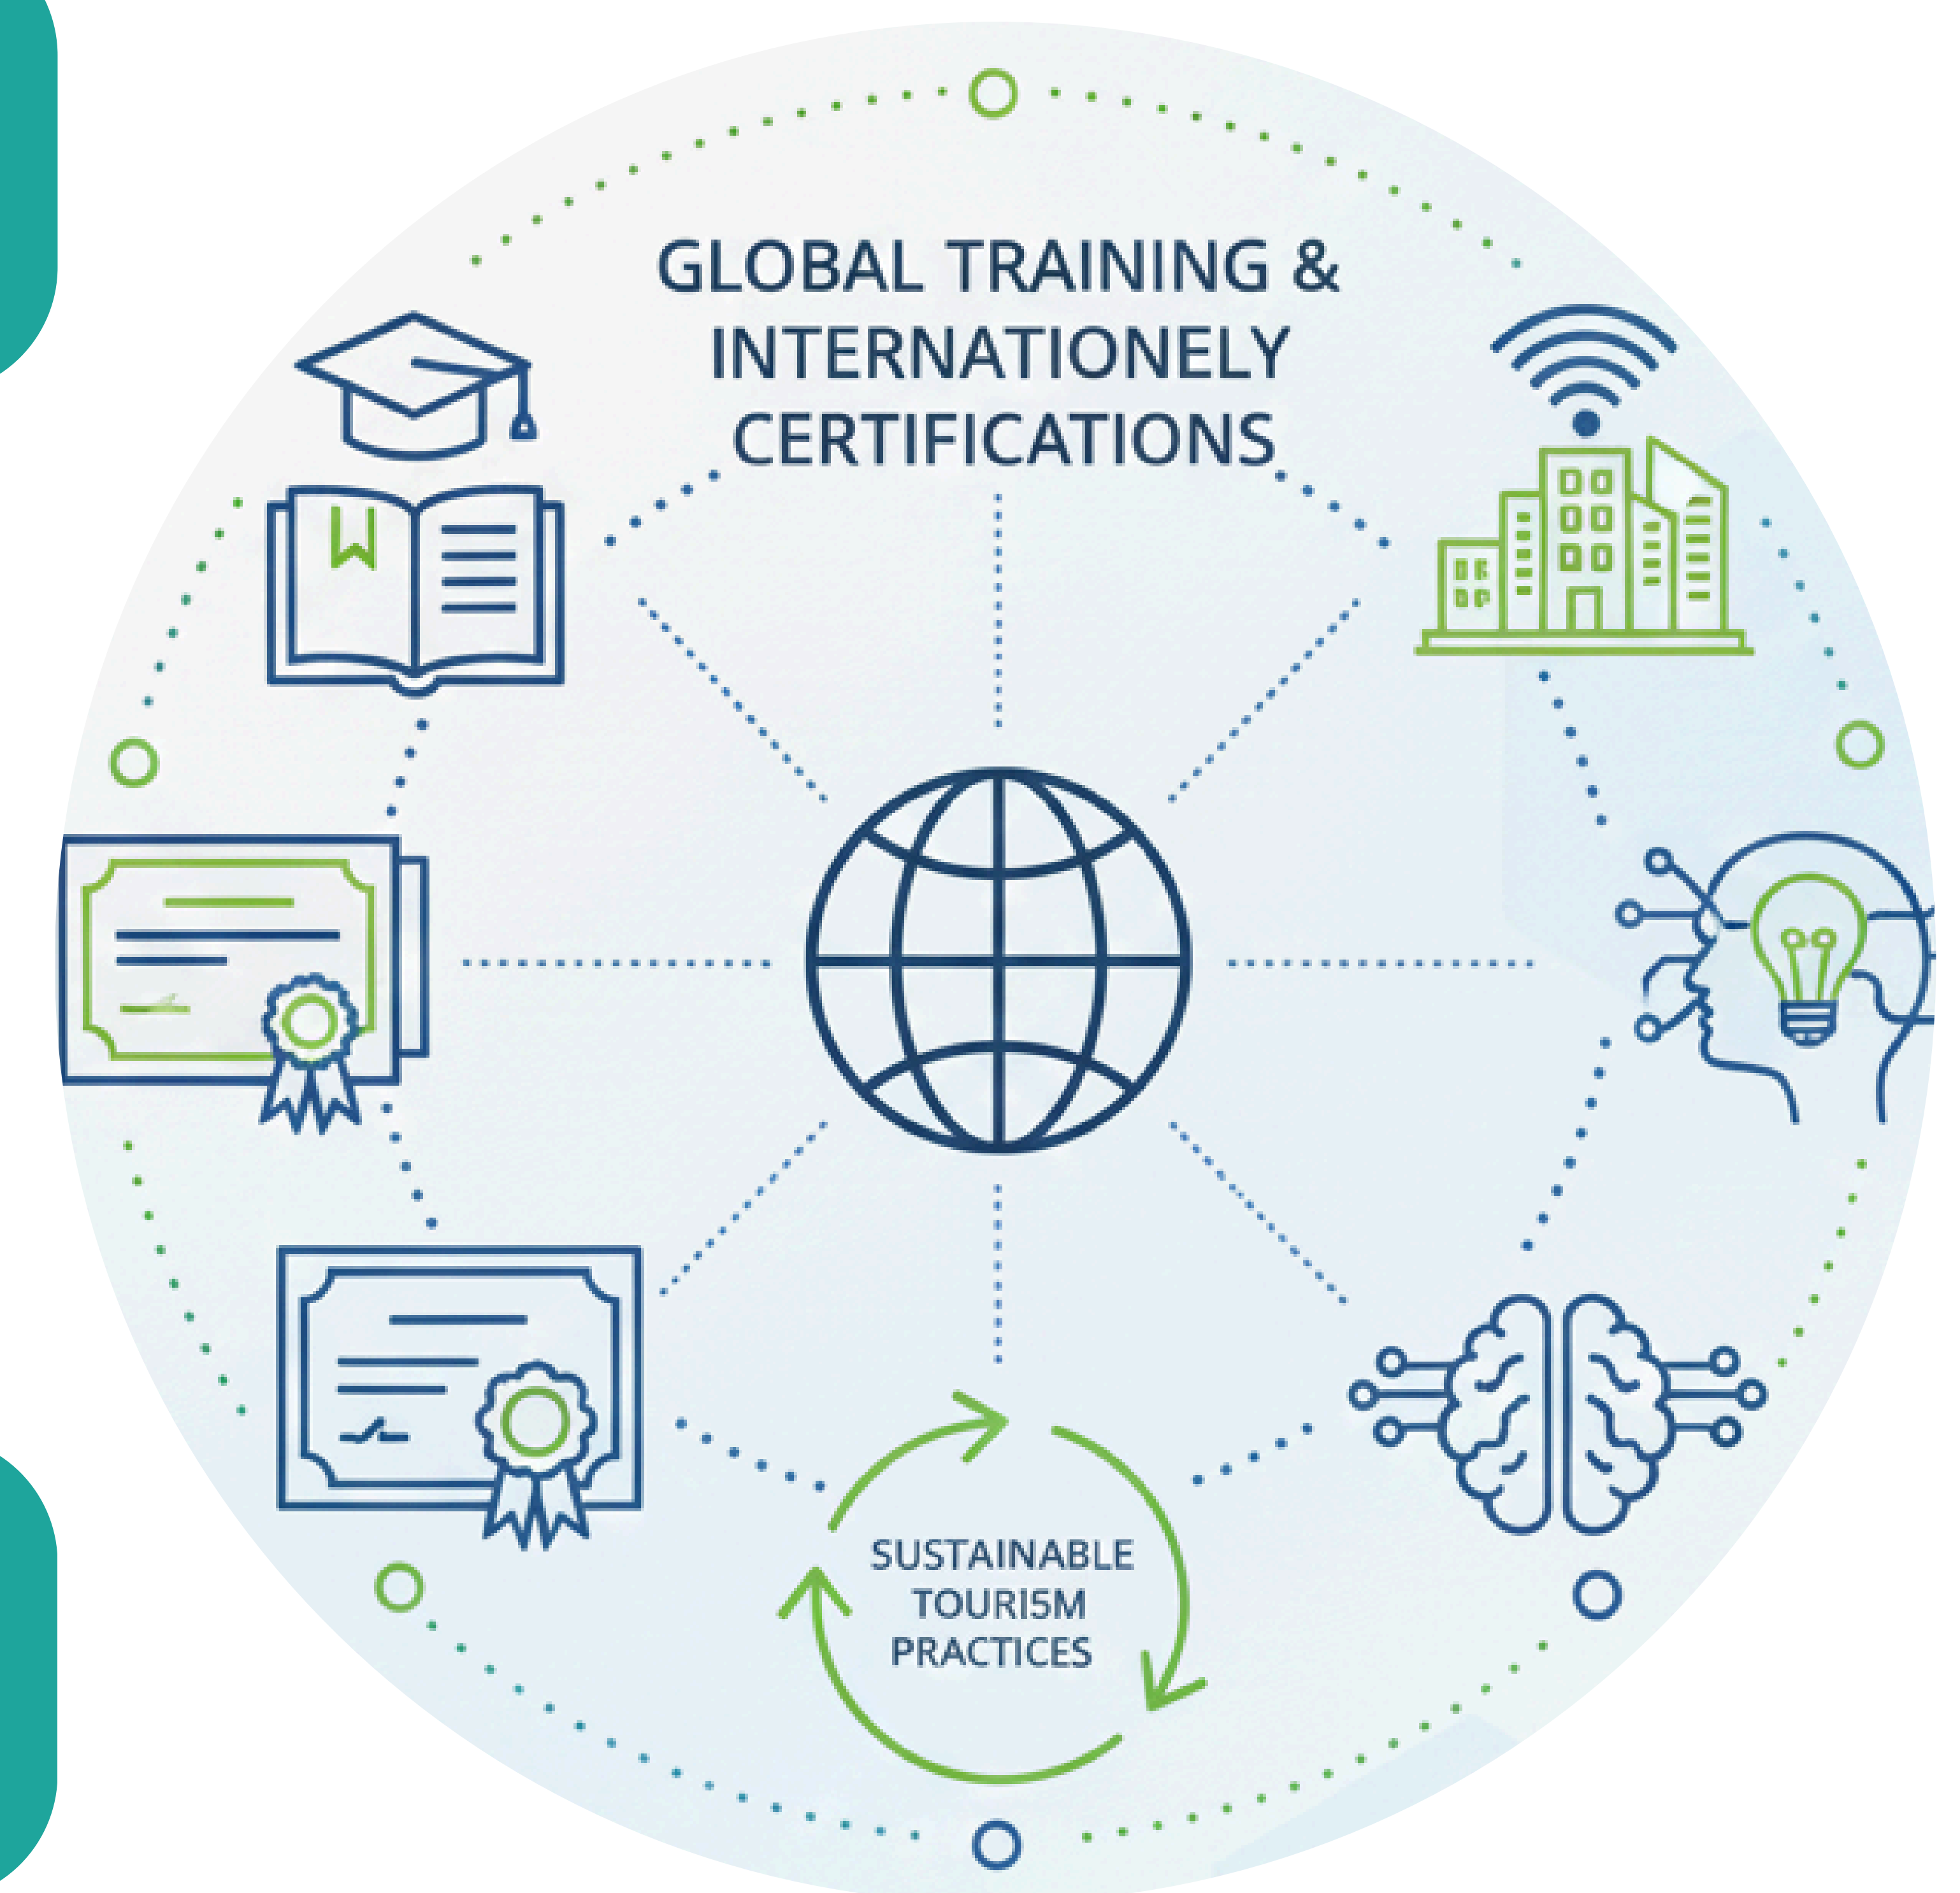 GLOBAL TRAINING &
INTERNATIONELY
CERTIFICATIONS
SUSTAINABLE
TOURI5M
PRACTICES